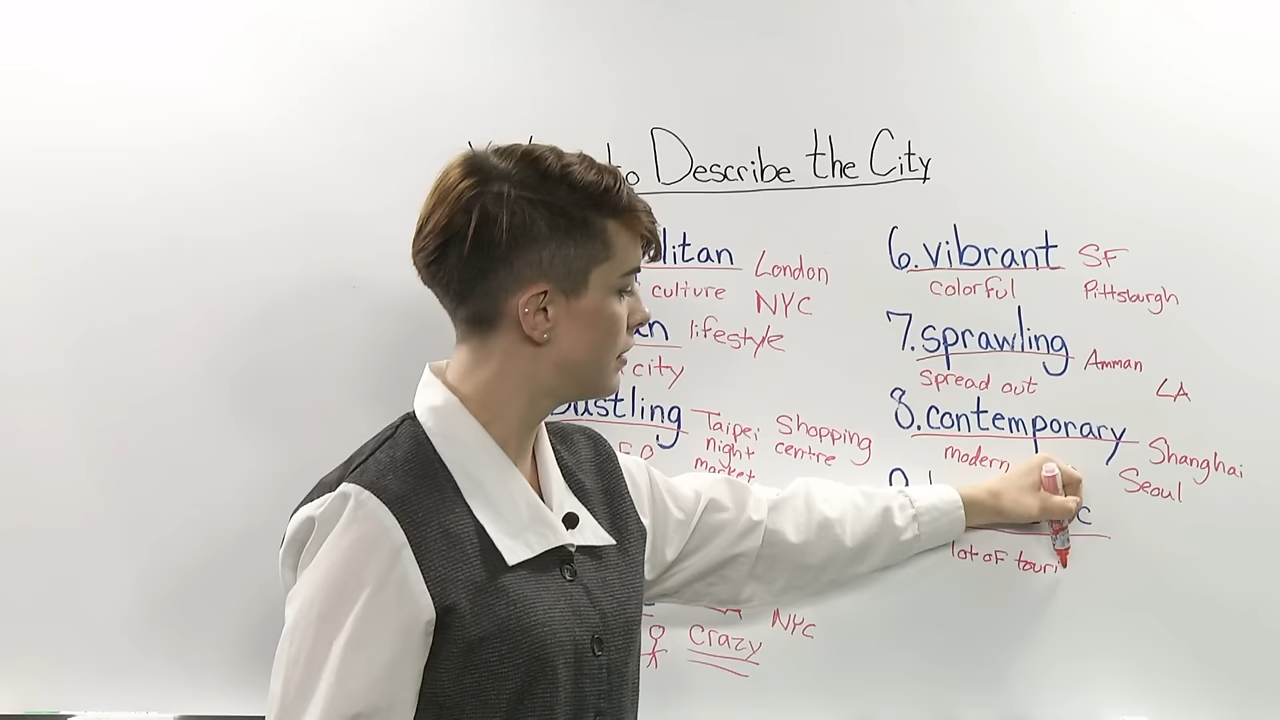 to Describe the City
litan London
culture NYC
lifestyle
city
bustling Taipei Shopping
night centre
market
NYC
crazy
6. vibrant SF
colorful Pittsburgh
7. sprawling Amman
spread out LA
8. contemporary Shanghai
modern Seoul
c
lot of touri